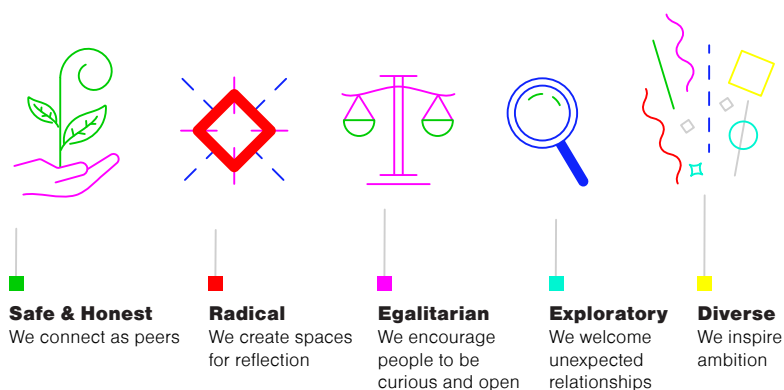 Safe & Honest
We connect as peers
Radical
We create spaces
for reflection
Egalitarian
We encourage
people to be
curious and open
Exploratory
We welcome
unexpected
relationships
Diverse
We inspire
ambition